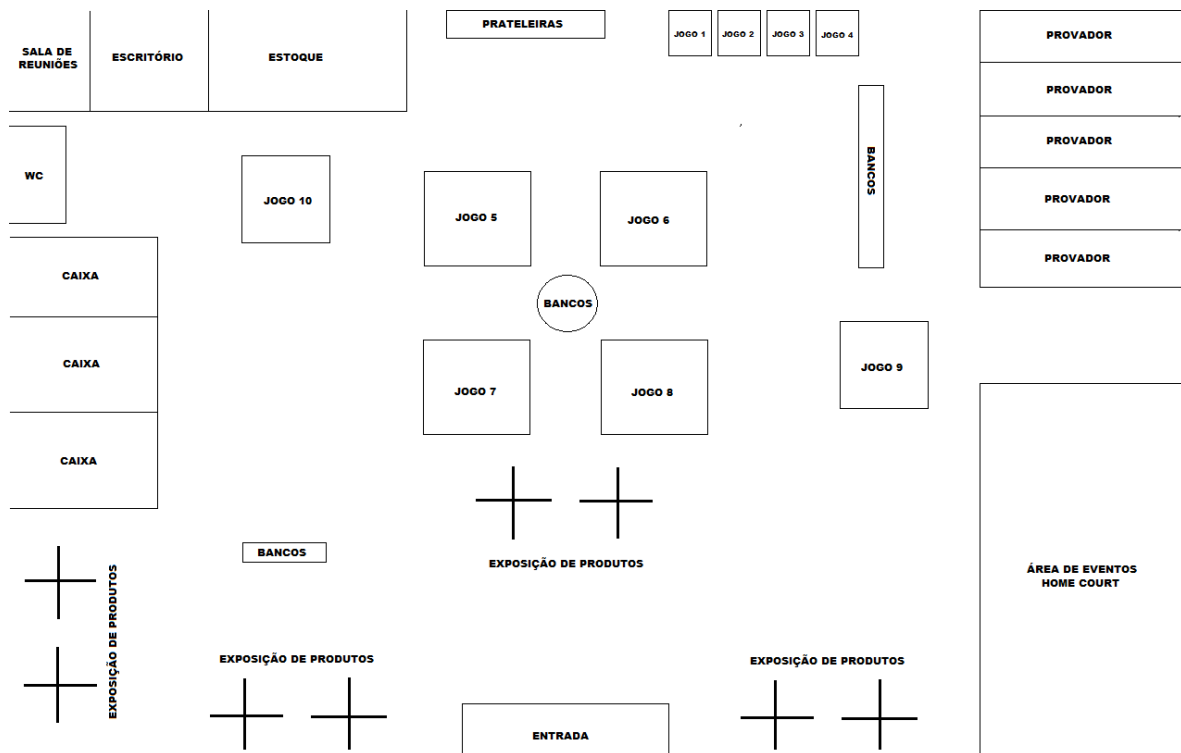 PRATELEIRAS
JOGO 1
JOGO 2
JOGO 3
JOGO 4
PROVADOR
SALA DE
REUNIÕES
ESCRITÓRIO
ESTOQUE
PROVADOR
PROVADOR
BANCOS
WC
JOGO 10
JOGO 5
JOGO 6
PROVADOR
PROVADOR
CAIXA
BANCOS
CAIXA
JOGO 7
JOGO 8
JOGO 9
CAIXA
BANCOS
EXPOSIÇÃO DE PRODUTOS
EXPOSIÇÃO DE PRODUTOS
ÁREA DE EVENTOS
HOME COURT
EXPOSIÇÃO DE PRODUTOS
EXPOSIÇÃO DE PRODUTOS
ENTRADA